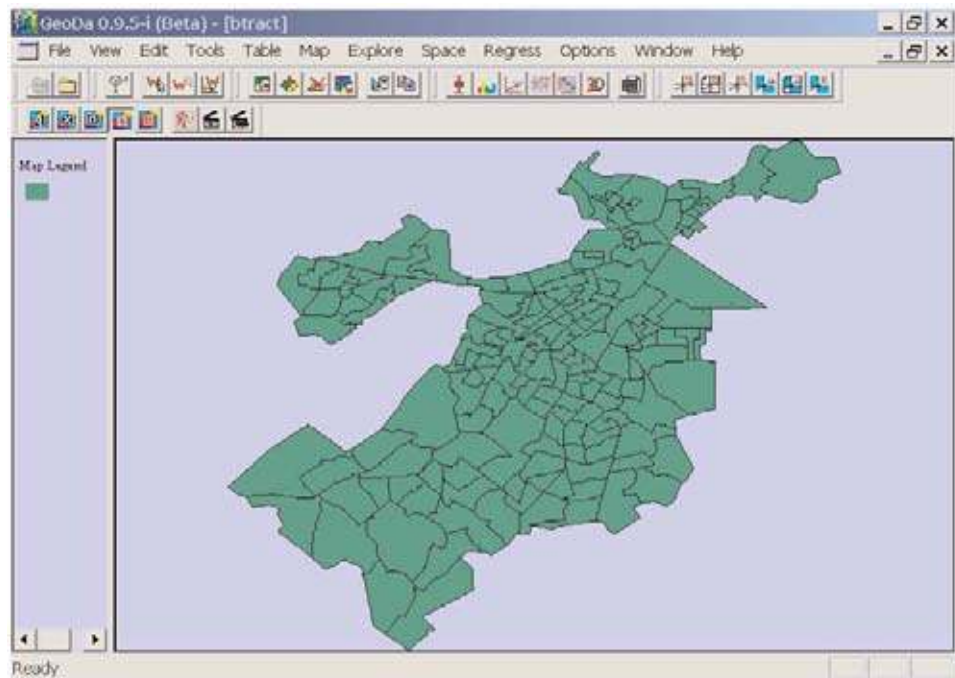 GeoDa 0.9.5-i (Beta) - [btract]
File View Edit Tools Table Map Explore Space Regress Options Window Help
3D
Map Legend
Ready